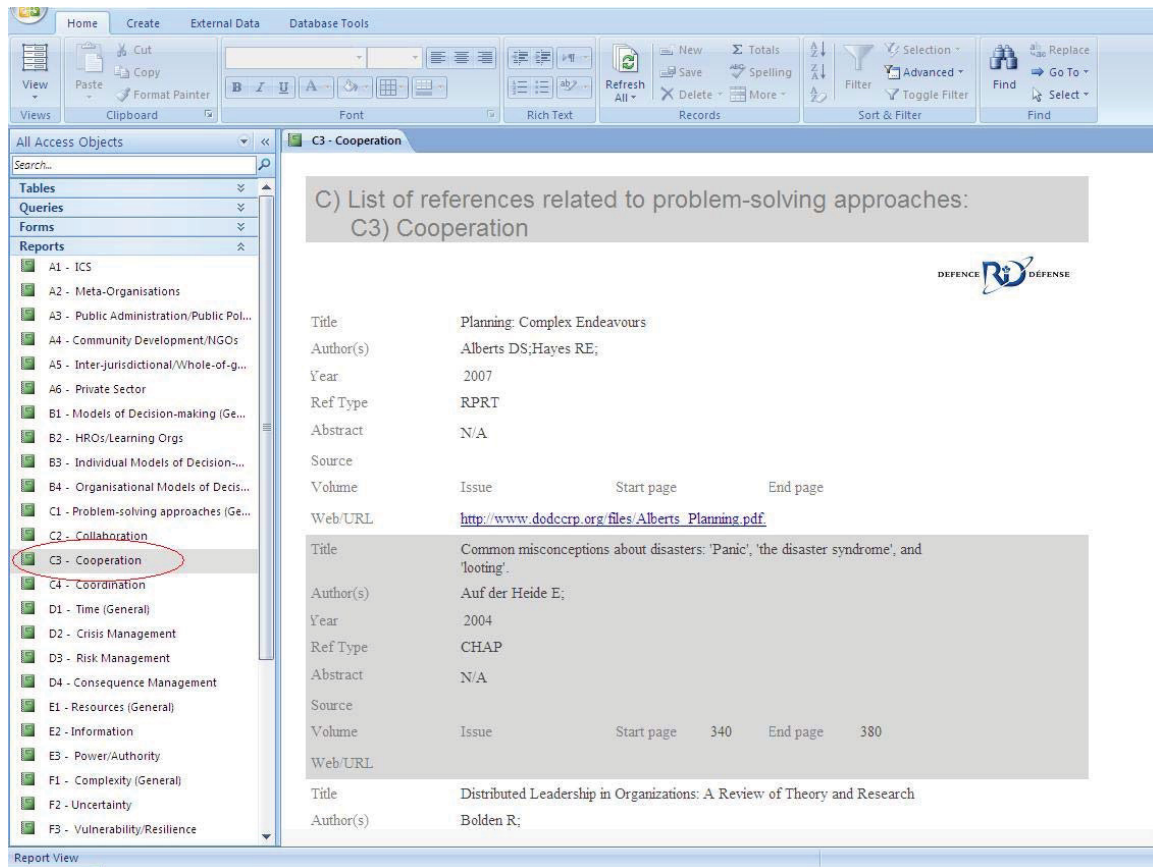 Home Create External Data Database Tools
View
Views
Paste
Cut
Copy
Format Painter
Clipboard
B I U A
Font
ab
Rich Text
Refresh All
New
Save
Delete
Totals
Spelling
More
Records
Filter
Selection
Advanced
Toggle Filter
Sort & Filter
Find
Replace
Go To
Select
Find
All Access Objects
Search...
Tables
Queries
Forms
Reports
A1 - ICS
A2 - Meta-Organisations
A3 - Public Administration/Public Pol...
A4 - Community Development/NGOs
A5 - Inter-jurisdictional/Whole-of-g...
A6 - Private Sector
B1 - Models of Decision-making (Ge...
B2 - HROs/Learning Orgs
B3 - Individual Models of Decision-...
B4 - Organisational Models of Decis...
C1 - Problem-solving approaches (Ge...
C2 - Collaboration
C3 - Cooperation
C4 - Coordination
D1 - Time (General)
D2 - Crisis Management
D3 - Risk Management
D4 - Consequence Management
E1 - Resources (General)
E2 - Information
E3 - Power/Authority
F1 - Complexity (General)
F2 - Uncertainty
F3 - Vulnerability/Resilience
C3 - Cooperation
C) List of references related to problem-solving approaches:
C3) Cooperation
DEFENCE R&D DÉFENSE
Title Planning: Complex Endeavours
Author(s) Alberts DS;Hayes RE;
Year 2007
Ref Type RPRT
Abstract N/A
Source
Volume Issue Start page End page
Web/URL http://www.dodccrp.org/files/Alberts_Planning.pdf.
Title Common misconceptions about disasters: 'Panic', 'the disaster syndrome', and
'looting'.
Author(s) Auf der Heide E;
Year 2004
Ref Type CHAP
Abstract N/A
Source
Volume Issue Start page 340 End page 380
Web/URL
Title Distributed Leadership in Organizations: A Review of Theory and Research
Author(s) Bolden R;
Report View